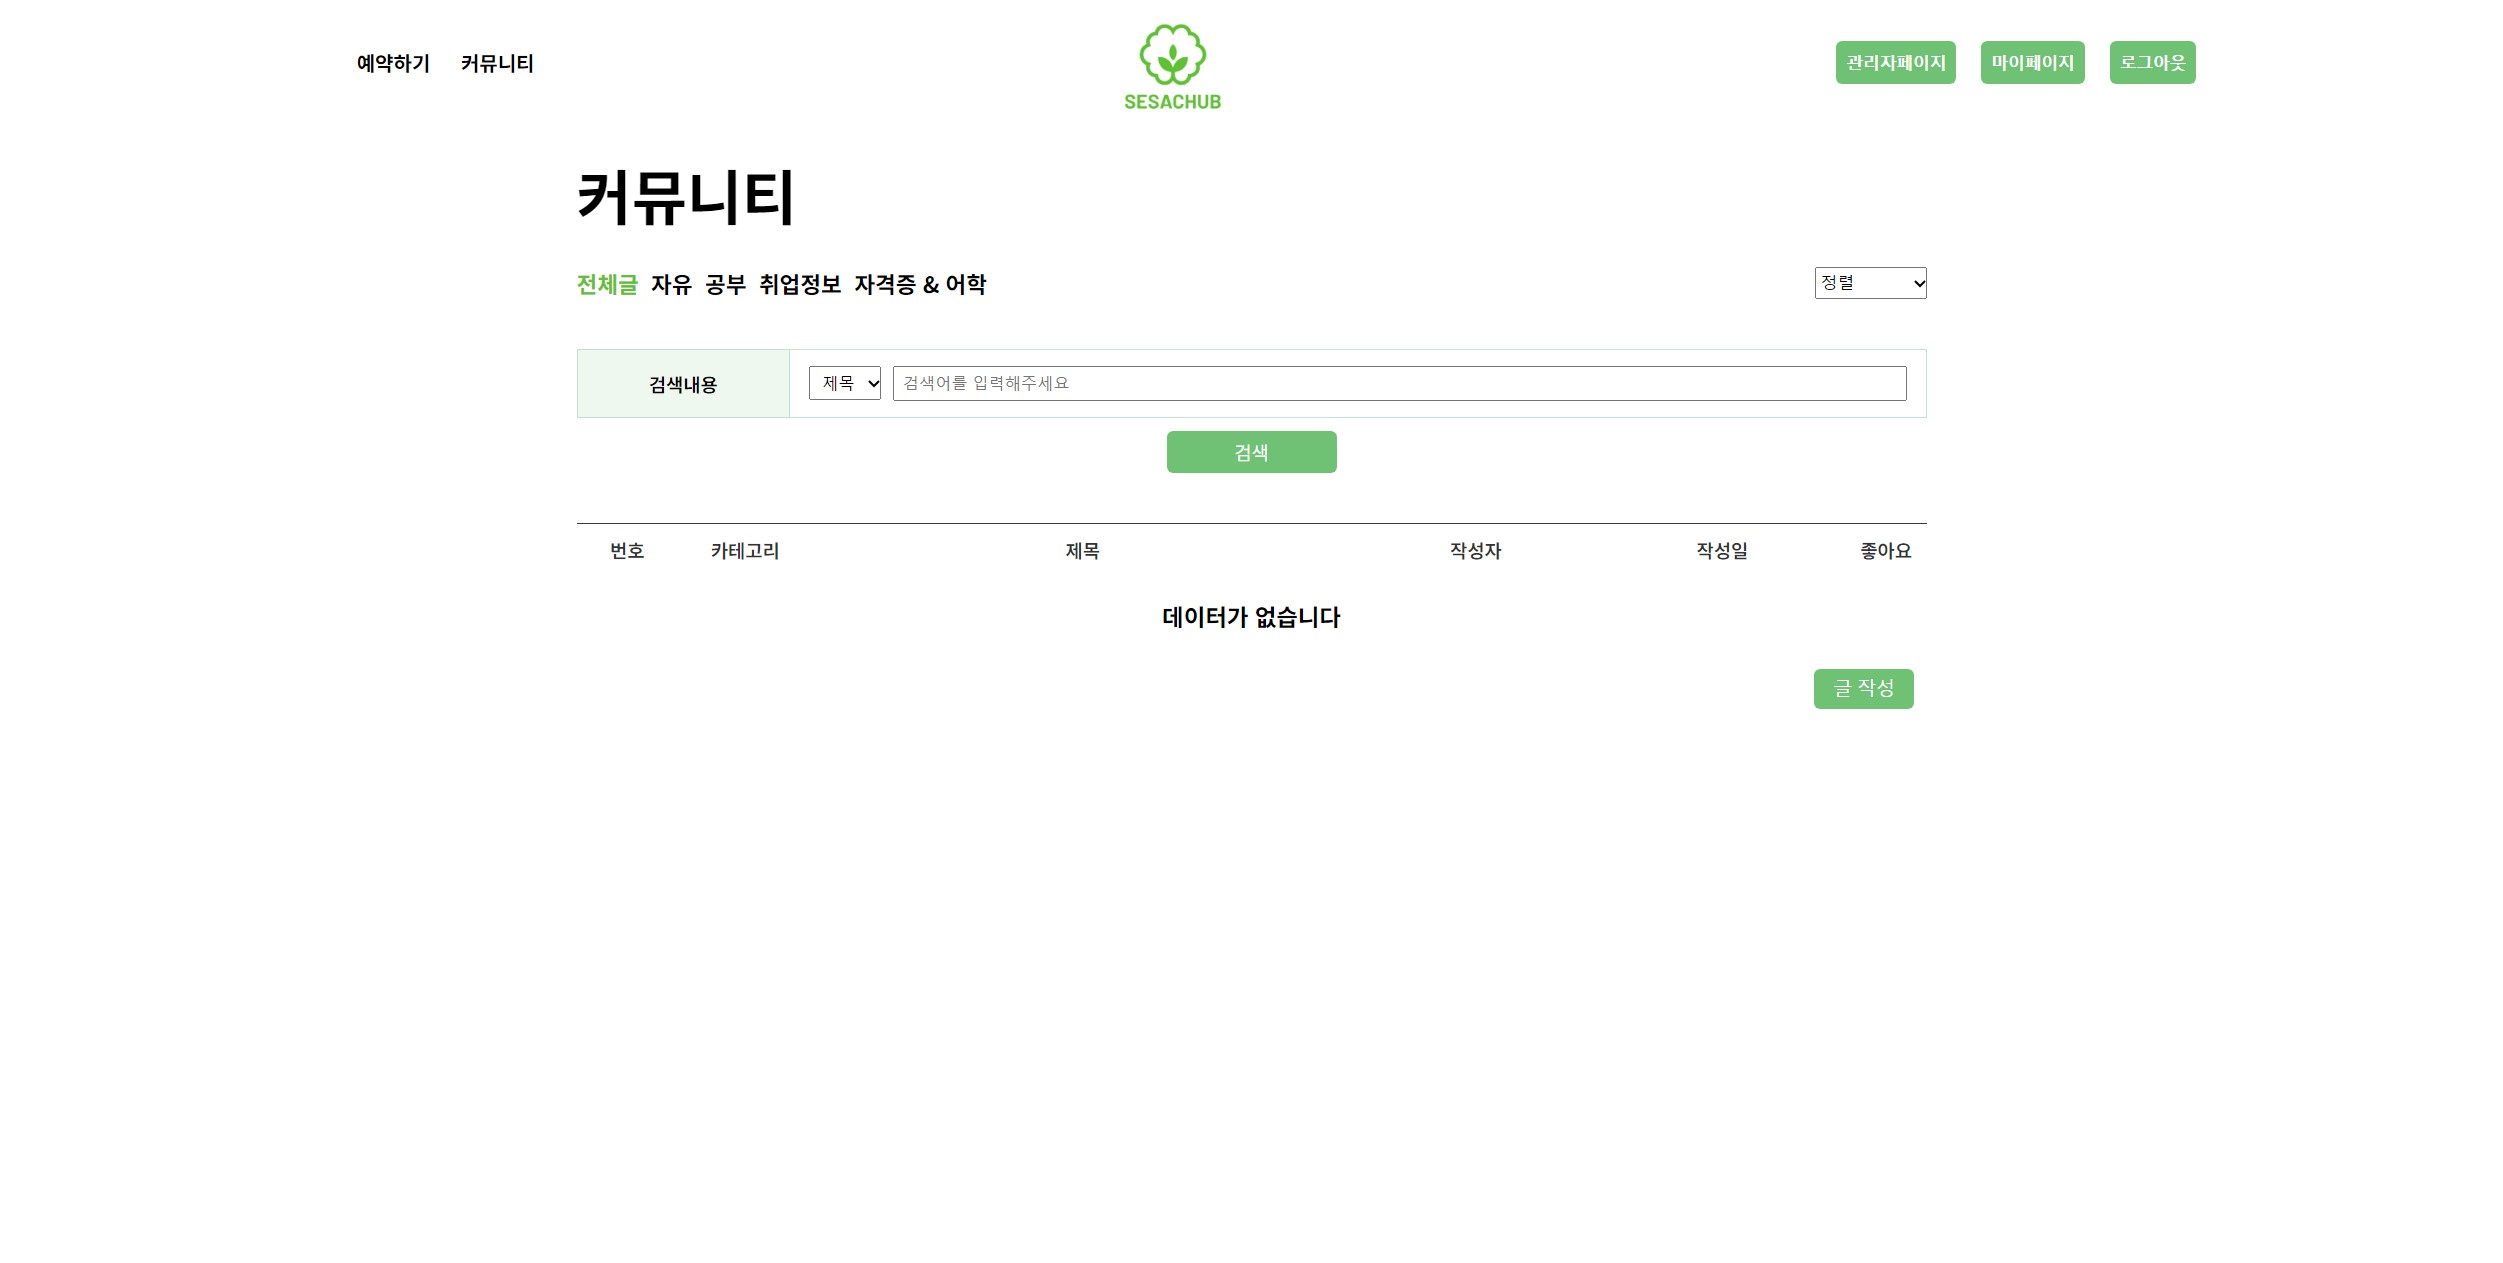 예약하기 커뮤니티
SESACHUB
관리자페이지 마이페이지 로그아웃
커뮤니티
전체글 자유 공부 취업정보 자격증 & 어학
정렬
검색내용 제목 검색어를 입력해주세요
검색
번호 카테고리 제목 작성자 작성일 좋아요
데이터가 없습니다
글 작성